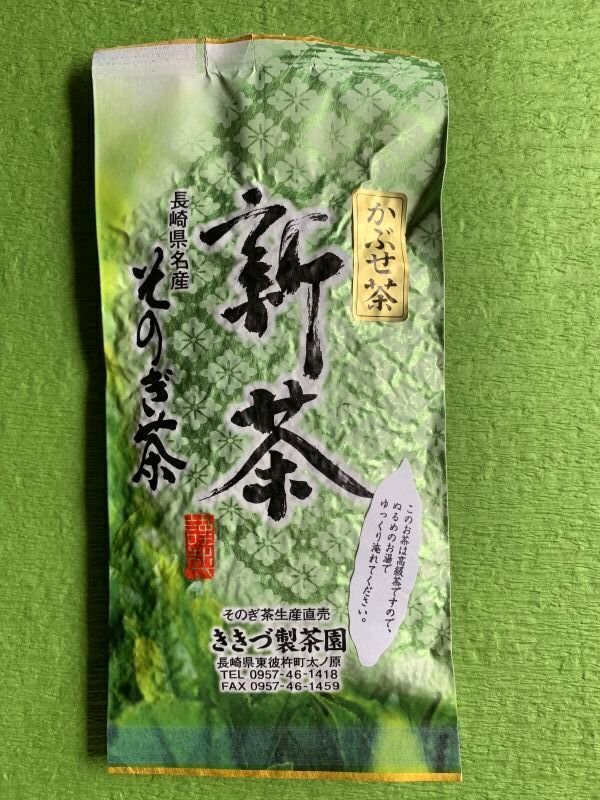 かぶせ茶
新茶
長崎県名産
そのぎ茶
このお茶は高級茶ですので、
ぬるめのお湯で
ゆっくり淹れてください。
そのぎ茶生産直売
ききづ製茶園
長崎県東彼杵町太ノ原
TEL 0957-46-1418
FAX 0957-46-1459